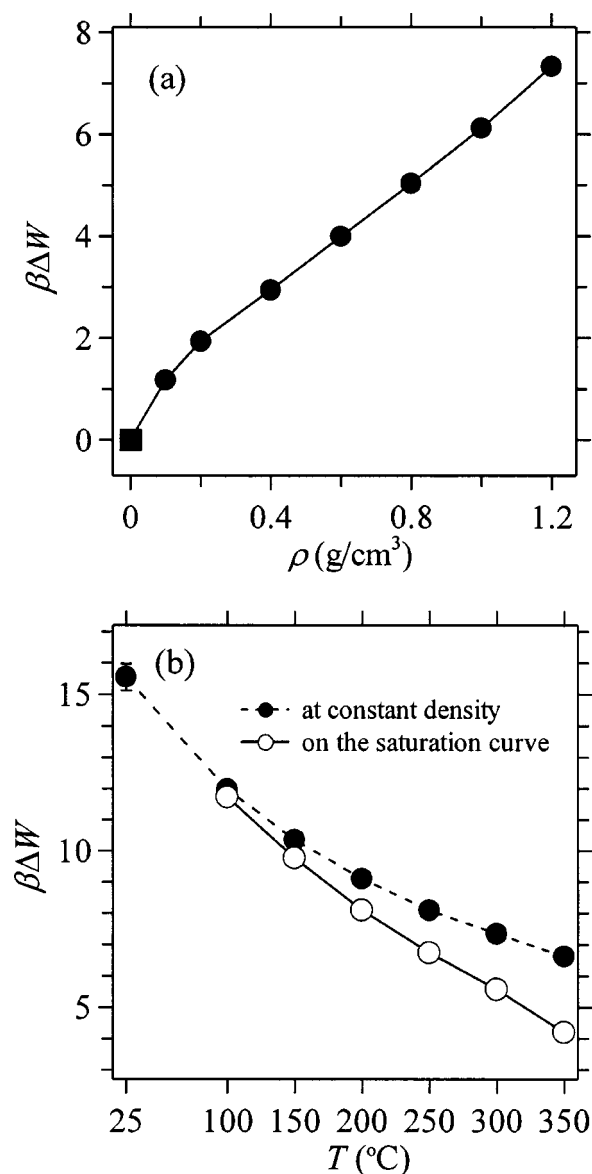 (a)
8
6
4
2
0
βΔW
0 0.4 0.8 1.2
ρ (g/cm³)
(b)
at constant density
on the saturation curve
15
10
5
βΔW
25 100 150 200 250 300 350
T (°C)